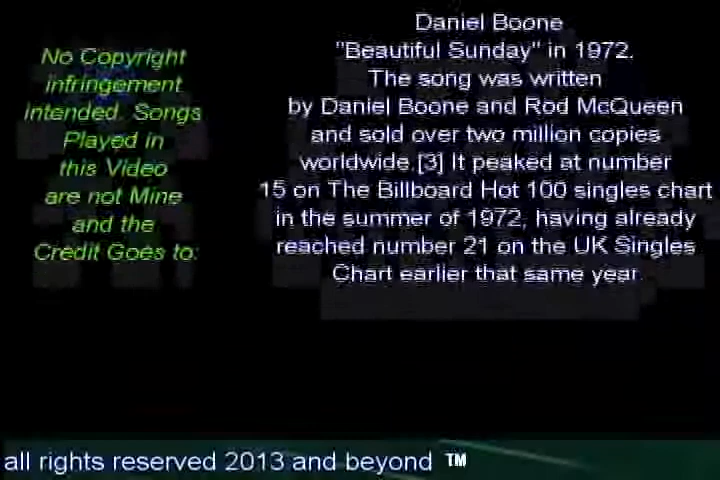 No Copyright
infringement
intended. Songs
Played in
this Video
are not Mine
and the
Credit Goes to:
Daniel Boone
"Beautiful Sunday" in 1972.
The song was written
by Daniel Boone and Rod McQueen
and sold over two million copies
worldwide.[3] It peaked at number
15 on The Billboard Hot 100 singles chart
in the summer of 1972, having already
reached number 21 on the UK Singles
Chart earlier that same year.
all rights reserved 2013 and beyond ™